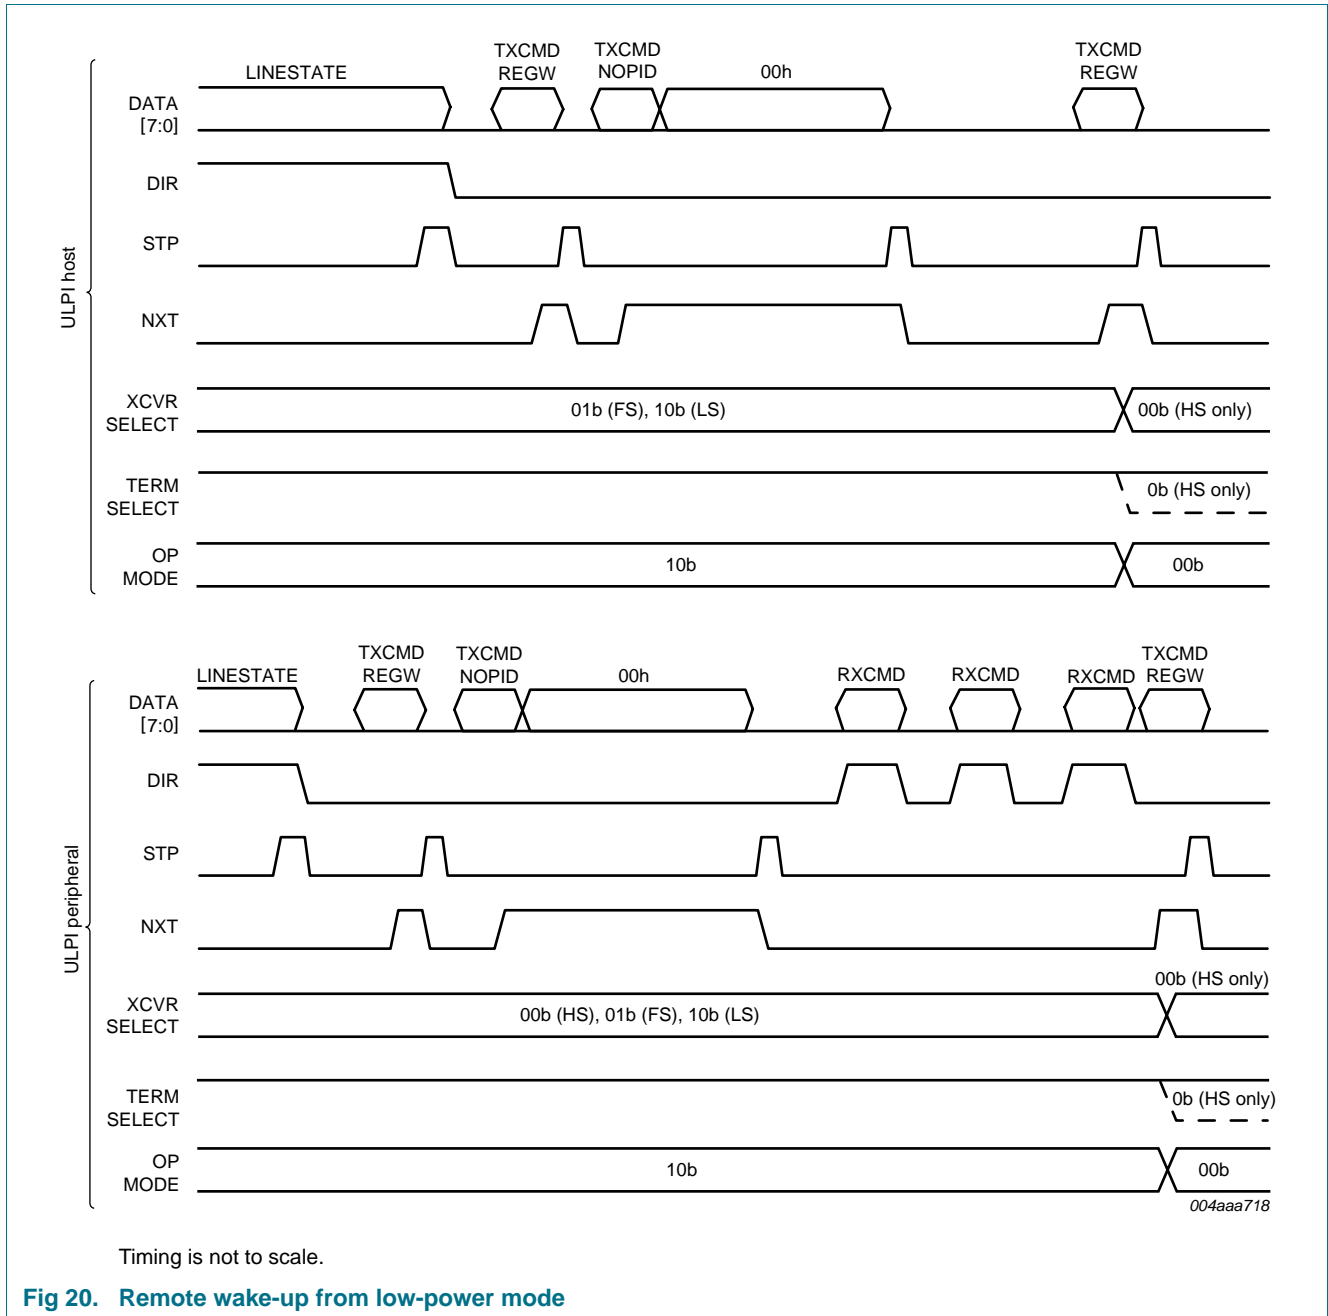 TXCMD TXCMD TXCMD
LINESTATE REGW NOPID 00h REGW
DATA
[7:0]
DIR
STP
ULPI host
NXT
XCVR
SELECT
01b (FS), 10b (LS) 00b (HS only)
TERM
SELECT
0b (HS only)
OP
MODE
10b 00b
TXCMD TXCMD TXCMD
LINESTATE REGW NOPID 00h RXCMD RXCMD RXCMD REGW
DATA
[7:0]
DIR
STP
ULPI peripheral
NXT
00b (HS only)
XCVR
SELECT
00b (HS), 01b (FS), 10b (LS)
TERM
SELECT
0b (HS only)
OP
MODE
10b 00b
004aaa718
Timing is not to scale.
Fig 20. Remote wake-up from low-power mode